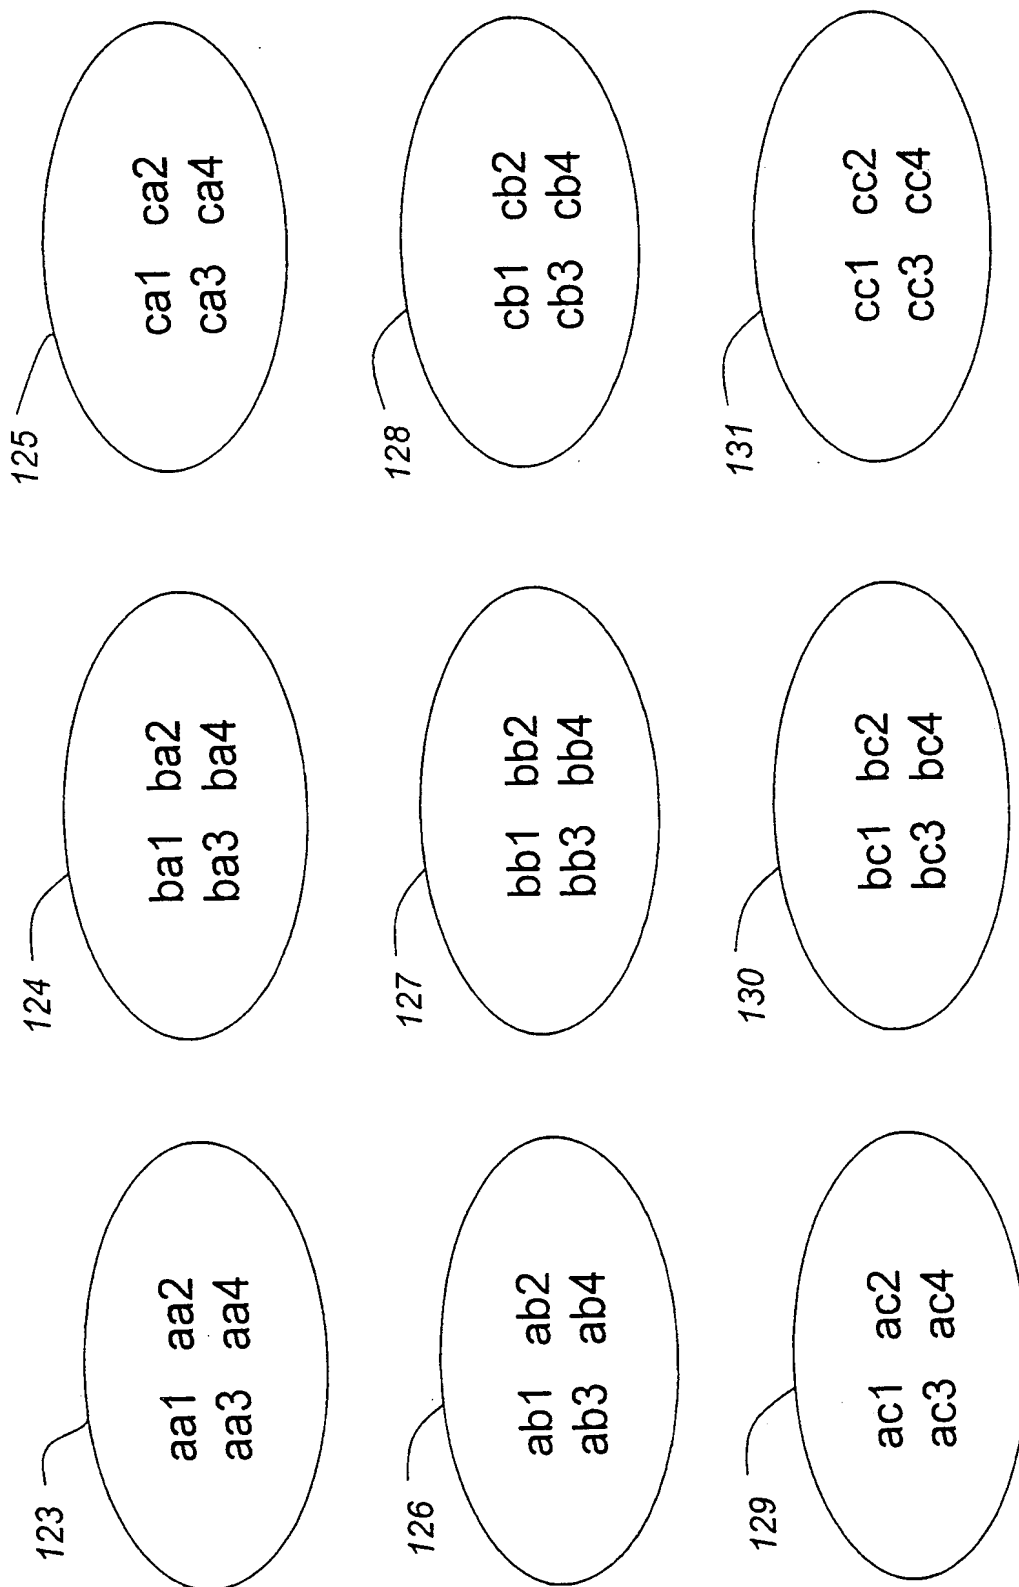 123
aa1 aa2
aa3 aa4
124
ba1 ba2
ba3 ba4
125
ca1 ca2
ca3 ca4
126
ab1 ab2
ab3 ab4
127
bb1 bb2
bb3 bb4
128
cb1 cb2
cb3 cb4
129
ac1 ac2
ac3 ac4
130
bc1 bc2
bc3 bc4
131
cc1 cc2
cc3 cc4